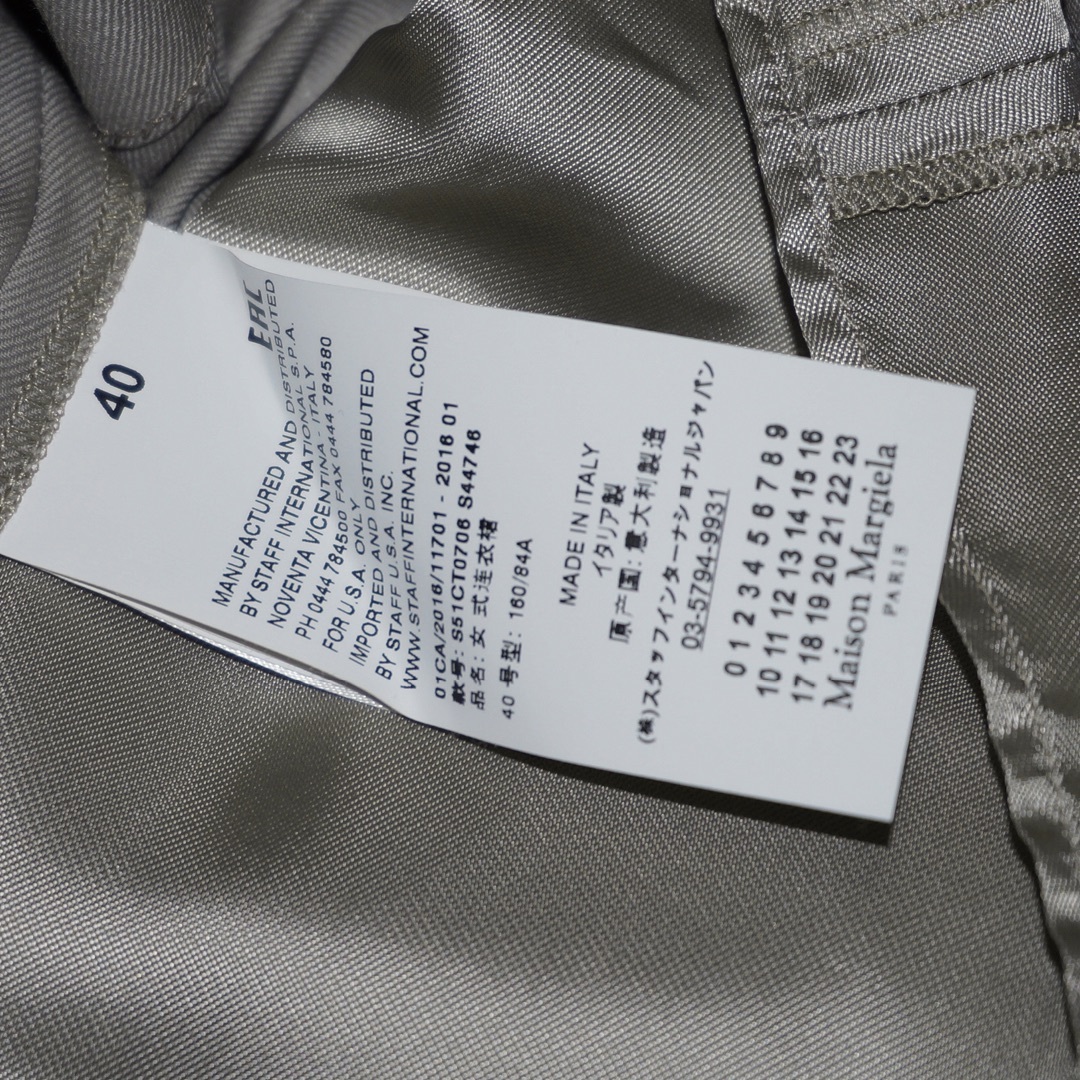 40
EAC
MANUFACTURED AND DISTRIBUTED
BY STAFF INTERNATIONAL S.P.A.
NOVENTA VICENTINA - ITALY
PH 0444 784500 FAX 0444 784580
FOR U.S.A. ONLY
IMPORTED AND DISTRIBUTED
BY STAFF U.S.A. INC.
WWW.STAFFINTERNATIONAL.COM
01CA/2016/11701 - 2016 01
款号: S51CT0706 S44746
品名: 女 式连衣裙
40 号型: 160/84A
MADE IN ITALY
イタリア製
原产国: 意大利製造
(株)スタッフインターナショナルジャパン
03-5794-9931
0 1 2 3 4 5 6 7 8 9
10 11 12 13 14 15 16
17 18 19 20 21 22 23
Maison Margiela
PARIS